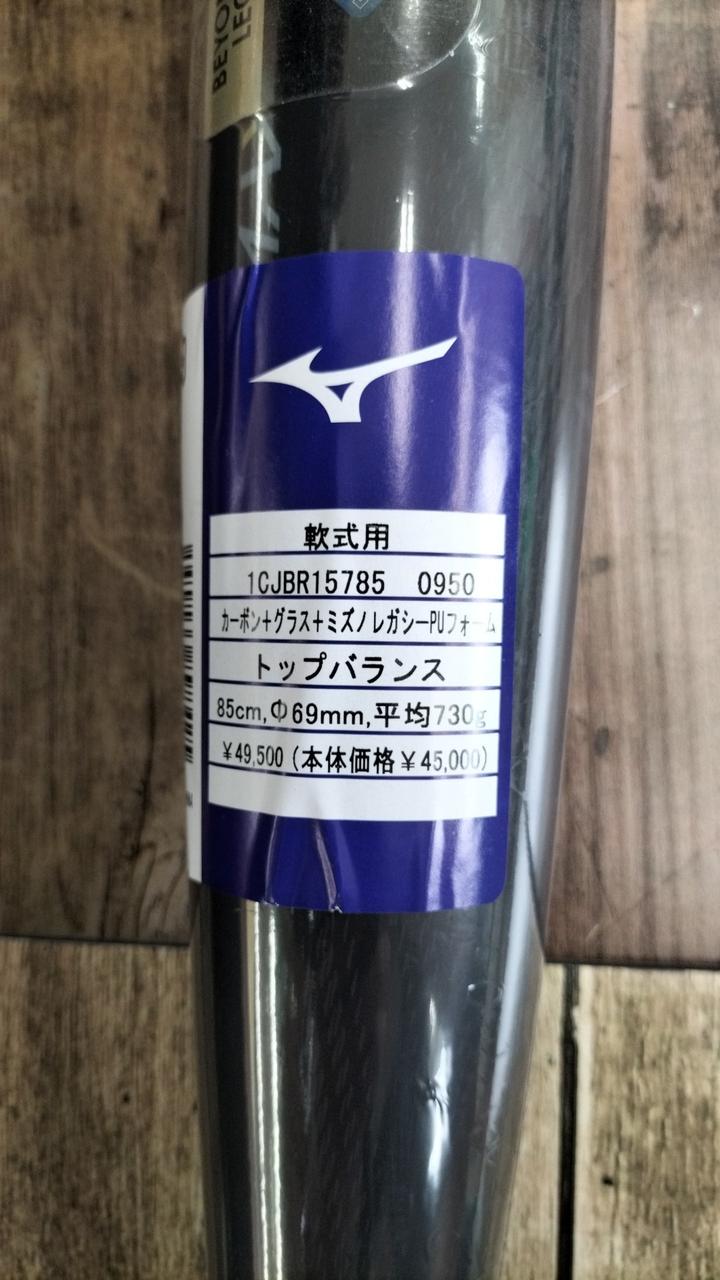 BEYO
LEG
軟式用
1CJBR15785 0950
カーボン+グラス+ミズノレガシーPUフォーム
トップバランス
85cm,Φ69mm,平均730g
￥49,500(本体価格￥45,000)